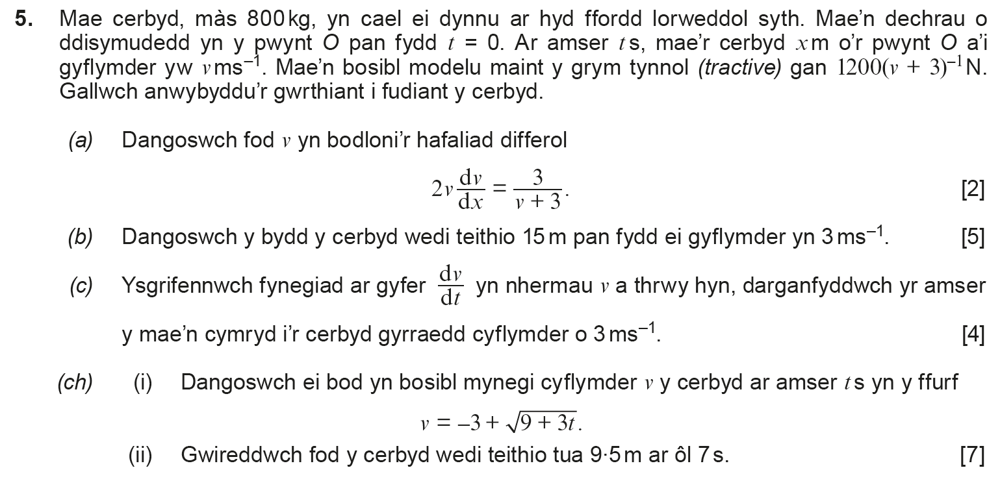 5. Mae cerbyd, màs 800 kg, yn cael ei dynnu ar hyd ffordd lorweddol syth. Mae'n dechrau o
ddisymudedd yn y pwynt O pan fydd t = 0. Ar amser t s, mae'r cerbyd x m o'r pwynt O a'i
gyflymder yw v ms⁻¹. Mae'n bosibl modelu maint y grym tynnol (tractive) gan 1200(v + 3)⁻¹ N.
Gallwch anwybyddu'r gwrthiant i fudiant y cerbyd.
(a) Dangoswch fod v yn bodloni'r hafaliad differol
2v dv/dx = 3/(v + 3). [2]
(b) Dangoswch y bydd y cerbyd wedi teithio 15 m pan fydd ei gyflymder yn 3 ms⁻¹. [5]
(c) Ysgrifennwch fynegiad ar gyfer dv/dt yn nhermau v a thrwy hyn, darganfyddwch yr amser
y mae'n cymryd i'r cerbyd gyrraedd cyflymder o 3 ms⁻¹. [4]
(ch) (i) Dangoswch ei bod yn bosibl mynegi cyflymder v y cerbyd ar amser t s yn y ffurf
v = –3 + √(9 + 3t).
(ii) Gwireddwch fod y cerbyd wedi teithio tua 9·5 m ar ôl 7 s. [7]